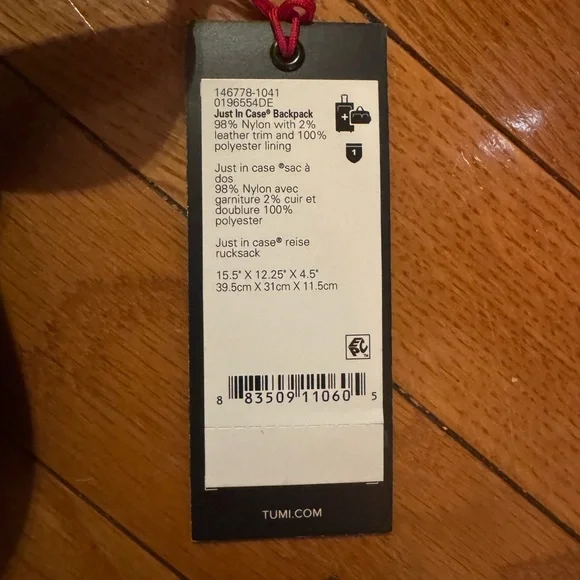 146778-1041
0196554DE
Just In Case® Backpack
98% Nylon with 2%
leather trim and 100%
polyester lining
Just in case ®sac à
dos
98% Nylon avec
garniture 2% cuir et
doublure 100%
polyester
Just in case® reise
rucksack
15.5" X 12.25" X 4.5"
39.5cm X 31cm X 11.5cm
1
EPC™
8 83509 11060 5
TUMI.COM